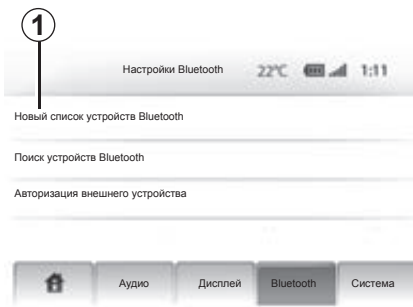 1
Настройки Bluetooth 22°C 1:11
Новый список устройств Bluetooth
Поиск устройств Bluetooth
Авторизация внешнего устройства
Аудио Дисплей Bluetooth Система